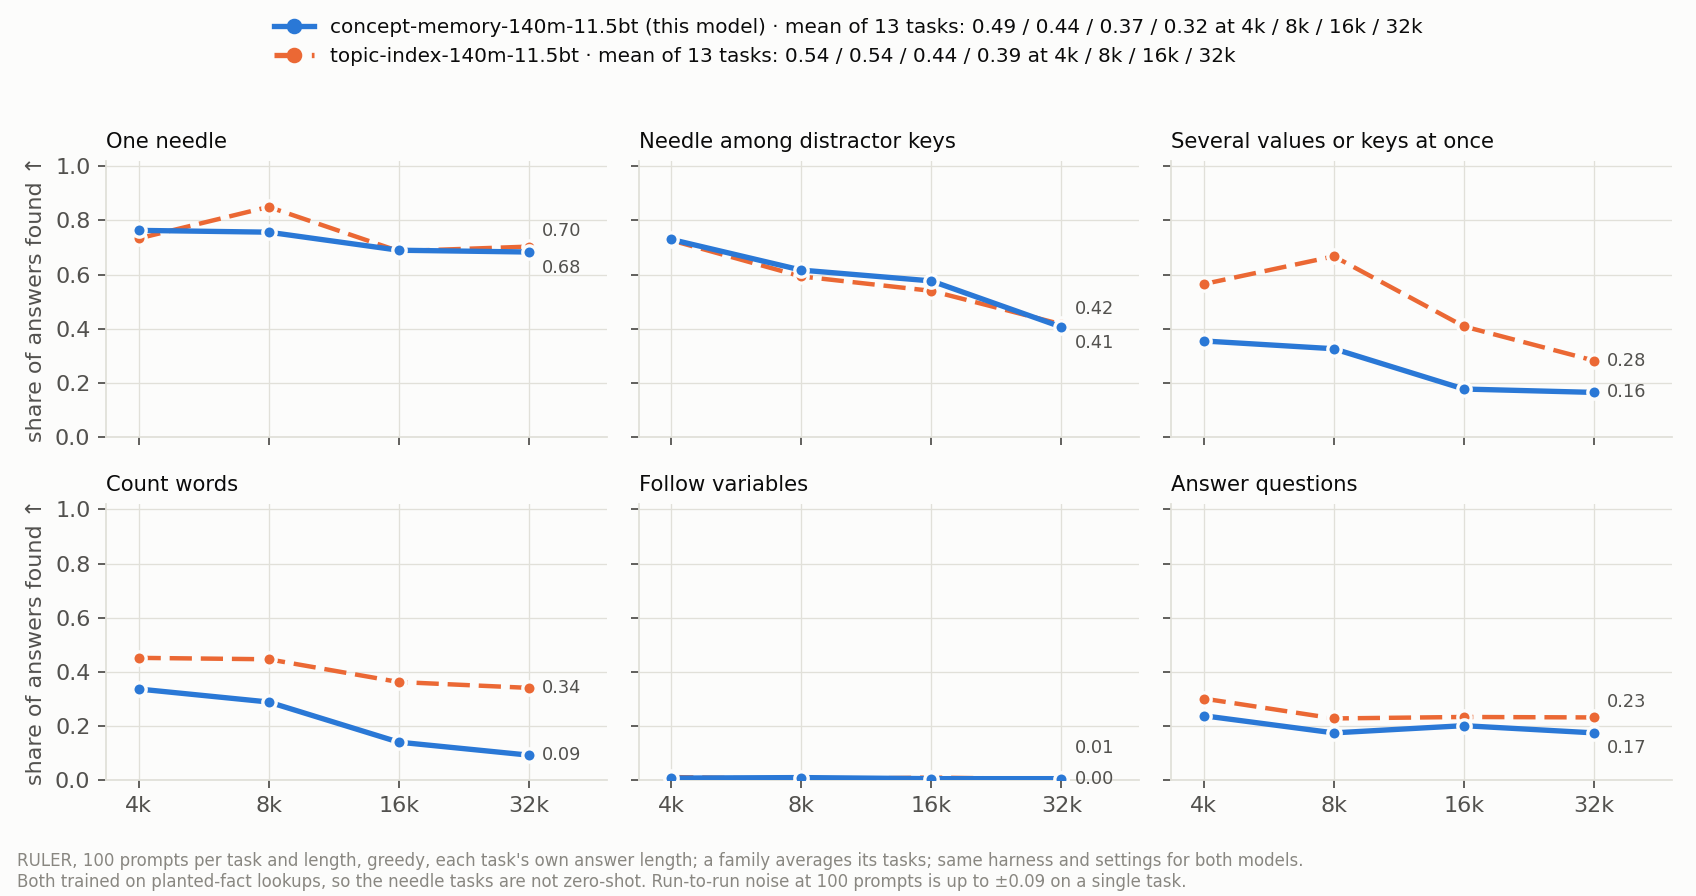 concept-memory-140m-11.5bt (this model) · mean of 13 tasks: 0.49 / 0.44 / 0.37 / 0.32 at 4k / 8k / 16k / 32k
topic-index-140m-11.5bt · mean of 13 tasks: 0.54 / 0.54 / 0.44 / 0.39 at 4k / 8k / 16k / 32k
One needle
share of answers found ↑
1.0
0.8
0.6
0.4
0.2
0.0
0.70
0.68
Needle among distractor keys
0.42
0.41
Several values or keys at once
0.28
0.16
Count words
share of answers found ↑
1.0
0.8
0.6
0.4
0.2
0.0
0.34
0.09
4k 8k 16k 32k
Follow variables
0.01
0.00
4k 8k 16k 32k
Answer questions
0.23
0.17
4k 8k 16k 32k
RULER, 100 prompts per task and length, greedy, each task's own answer length; a family averages its tasks; same harness and settings for both models.
Both trained on planted-fact lookups, so the needle tasks are not zero-shot. Run-to-run noise at 100 prompts is up to ±0.09 on a single task.